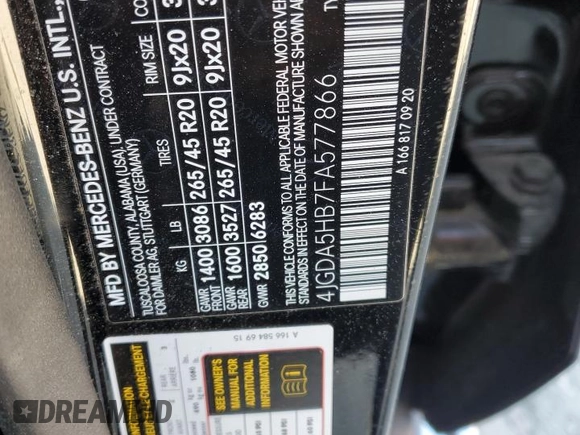 MFD BY MERCEDES-BENZ U.S. INTL.,
TUSCALOOSA COUNTY, ALABAMA (USA), UNDER CONTRACT
FOR DAIMLER AG, STUTTGART (GERMANY)
KG LB TIRES RIM SIZE
GAWR FRONT 1400 3086 265/45 R20 9Jx20
GAWR REAR 1600 3527 265/45 R20 9Jx20
GVWR 2850 6283
THIS VEHICLE CONFORMS TO ALL APPLICABLE FEDERAL MOTOR
IN EFFECT ON THE DATE OF MANUFACTURE SHOWN
4JGDA5HB7FA577866
A 166 817 09 20
A 166 584 69 15
SEE OWNER'S
MANUAL FOR
ADDITIONAL
INFORMATION
DREAMBID